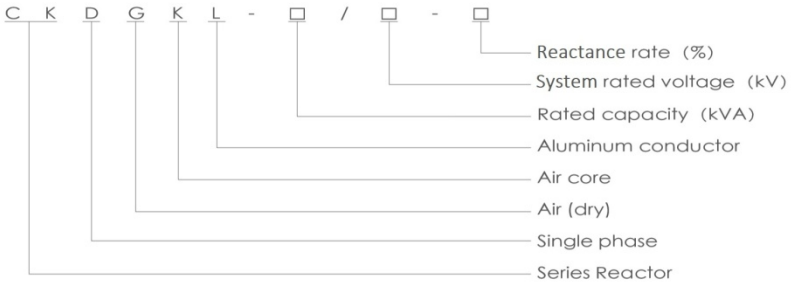 C K D G K L - □ / □ - □
Reactance rate (%)
System rated voltage (kV)
Rated capacity (kVA)
Aluminum conductor
Air core
Air (dry)
Single phase
Series Reactor